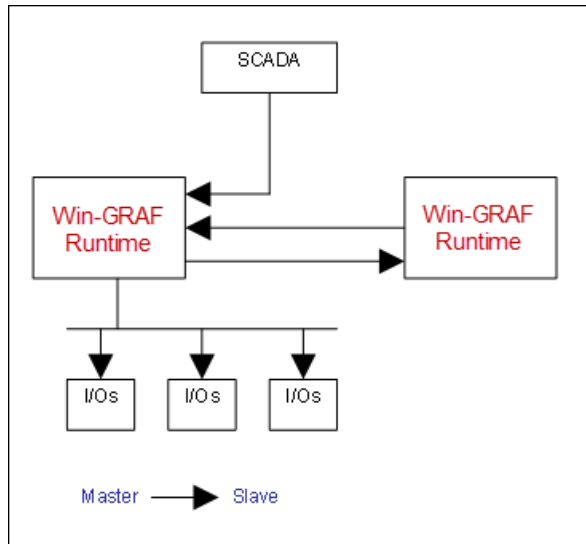 SCADA
Win-GRAF
Runtime
Win-GRAF
Runtime
I/Os
I/Os
I/Os
Master
Slave